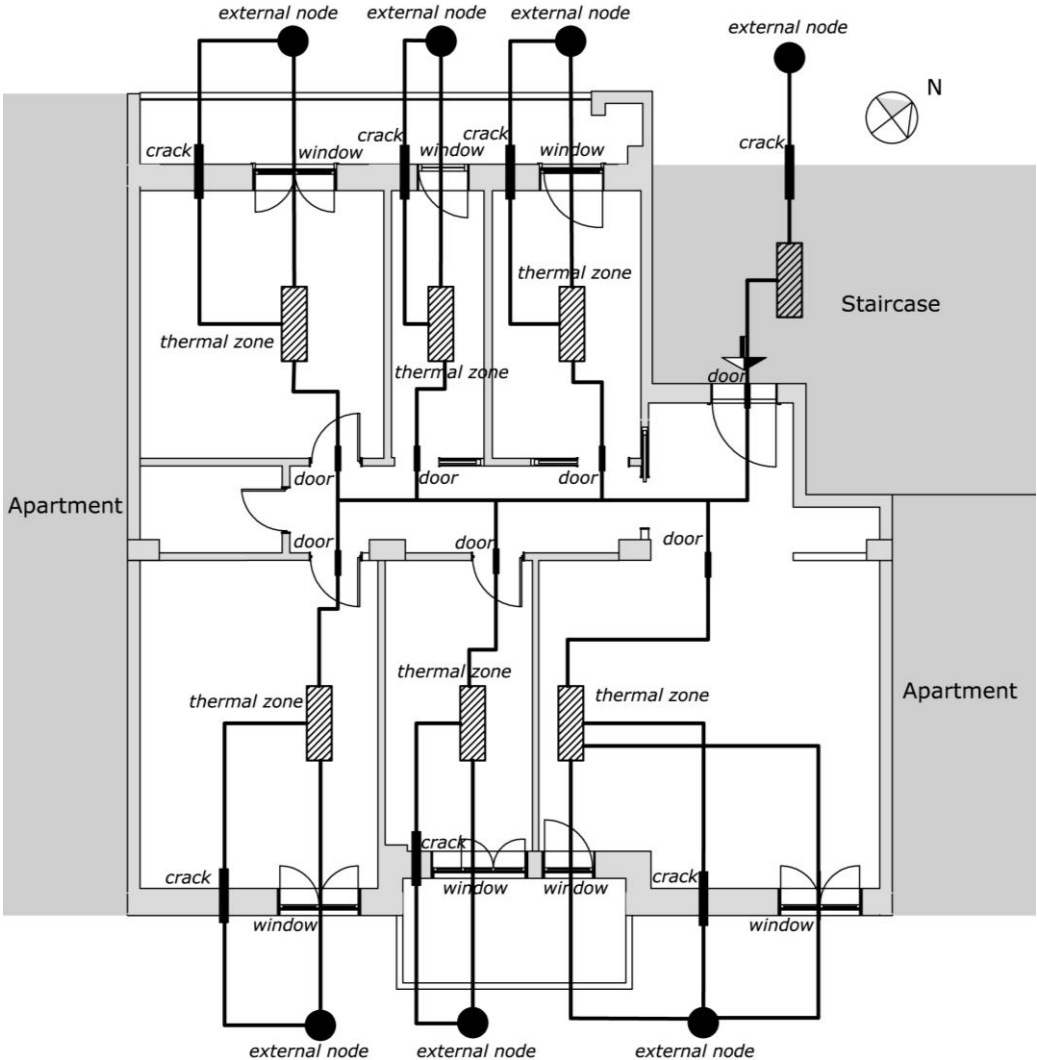 external node
external node
external node
external node
N
crack
window
crack
window
crack
window
crack
thermal zone
Staircase
thermal zone
thermal zone
door
door
door
door
Apartment
door
door
door
thermal zone
thermal zone
thermal zone
Apartment
crack
crack
window
window
crack
window
window
external node
external node
external node